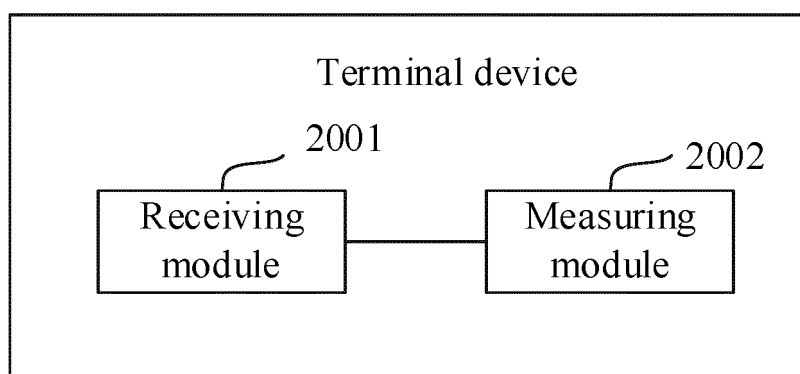 Terminal device
2001
2002
Receiving
module
Measuring
module